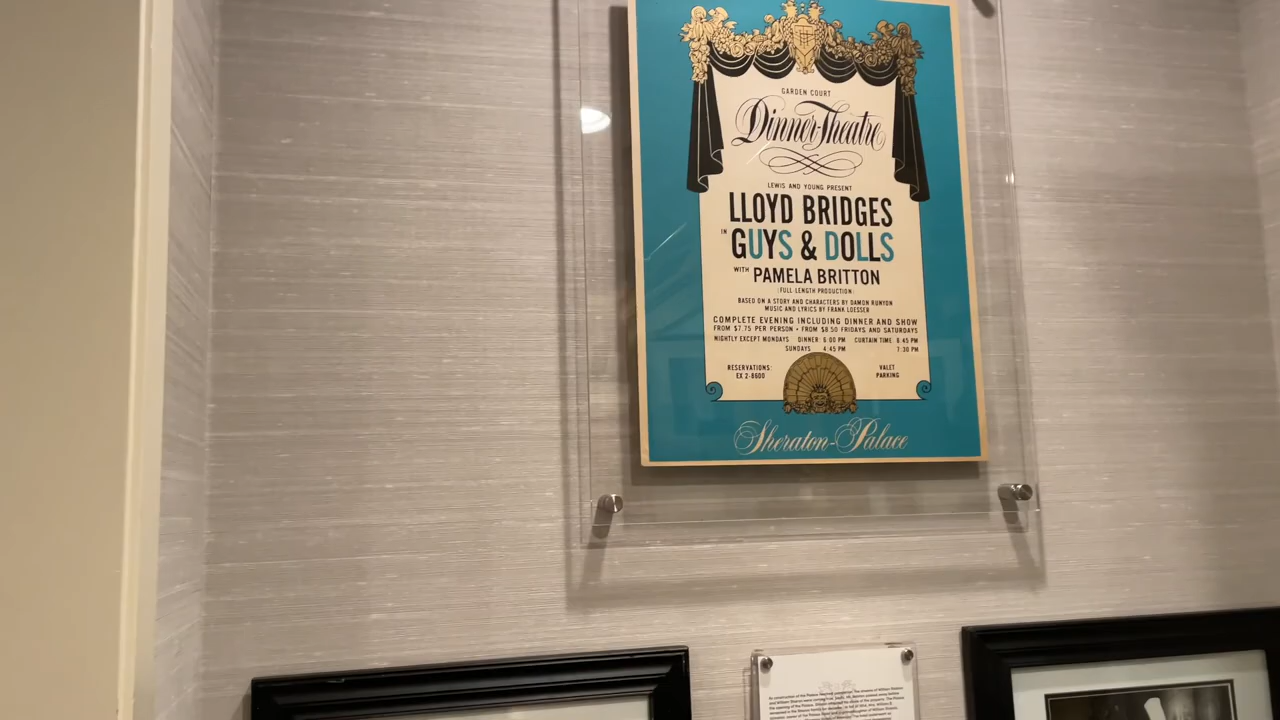 GARDEN COURT
Dinner-Theatre
LEWIS AND YOUNG PRESENT
LLOYD BRIDGES
IN GUYS & DOLLS
WITH PAMELA BRITTON
(FULL-LENGTH PRODUCTION)
BASED ON A STORY AND CHARACTERS BY DAMON RUNYON
MUSIC AND LYRICS BY FRANK LOESSER
COMPLETE EVENING INCLUDING DINNER AND SHOW
FROM $7.75 PER PERSON • FROM $8.50 FRIDAYS AND SATURDAYS
NIGHTLY EXCEPT MONDAYS DINNER 6:00 PM CURTAIN TIME 8:45 PM
SUNDAYS 4:45 PM 7:30 PM
RESERVATIONS: EX 2-8600
VALET PARKING
Sheraton-Palace